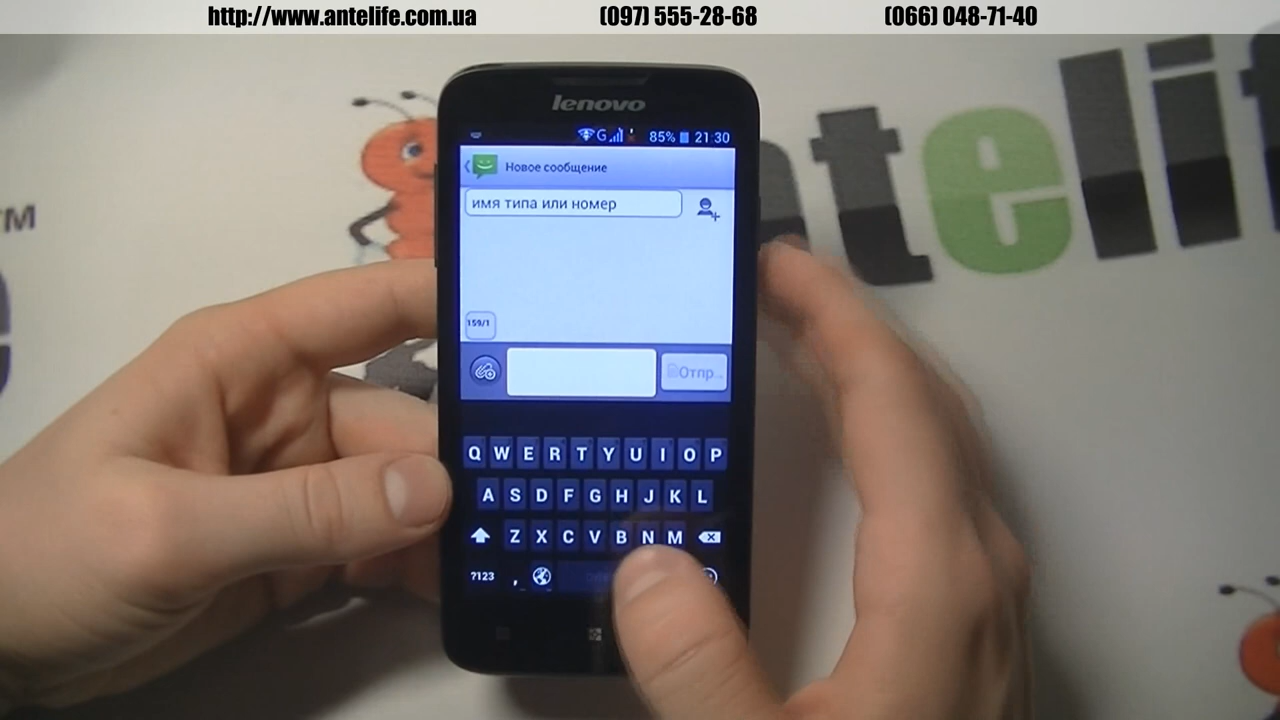 http://www.antelife.com.ua (097) 555-28-68 (066) 048-71-40
lenovo
G 85% 21:30
Новое сообщение
имя типа или номер
159/1
Отпр...
Q W E R T Y U I O P
A S D F G H J K L
Z X C V B N M
?123 ,
antelif
TM